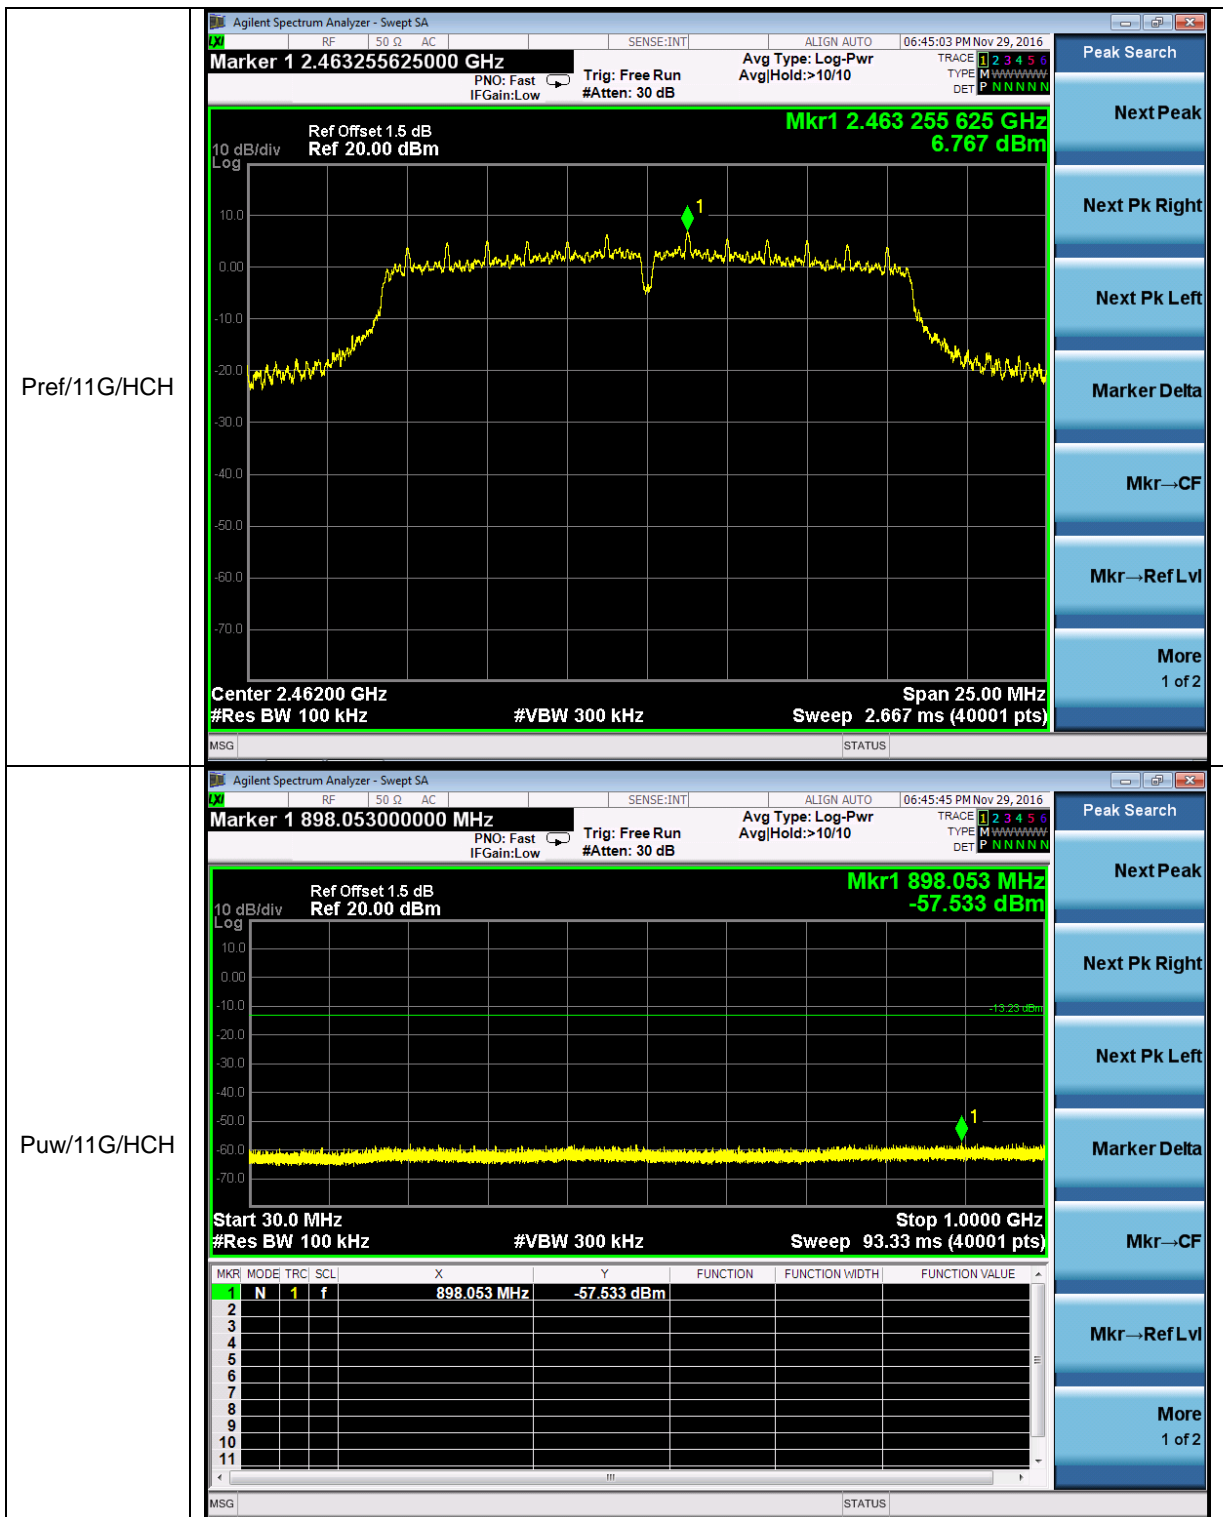 Pref/11G/HCH
Agilent Spectrum Analyzer - Swept SA
LXI RF 50 Ω AC SENSE:INT ALIGN AUTO 06:45:03 PM Nov 29, 2016
Marker 1 2.463255625000 GHz
PNO: Fast
IFGain:Low
Trig: Free Run
#Atten: 30 dB
Avg Type: Log-Pwr
Avg|Hold:>10/10
TRACE 1 2 3 4 5 6
TYPE M WWWWW
DET P N N N N N
Mkr1 2.463 255 625 GHz
6.767 dBm
Ref Offset 1.5 dB
10 dB/div Ref 20.00 dBm
Log
10.0
0.00
-10.0
-20.0
-30.0
-40.0
-50.0
-60.0
-70.0
1
Center 2.46200 GHz Span 25.00 MHz
#Res BW 100 kHz #VBW 300 kHz Sweep 2.667 ms (40001 pts)
MSG STATUS
Peak Search
Next Peak
Next Pk Right
Next Pk Left
Marker Delta
Mkr→CF
Mkr→Ref Lvl
More
1 of 2
Puw/11G/HCH
Agilent Spectrum Analyzer - Swept SA
LXI RF 50 Ω AC SENSE:INT ALIGN AUTO 06:45:45 PM Nov 29, 2016
Marker 1 898.053000000 MHz
PNO: Fast
IFGain:Low
Trig: Free Run
#Atten: 30 dB
Avg Type: Log-Pwr
Avg|Hold:>10/10
TRACE 1 2 3 4 5 6
TYPE M WWWWW
DET P N N N N N
Mkr1 898.053 MHz
-57.533 dBm
Ref Offset 1.5 dB
10 dB/div Ref 20.00 dBm
Log
10.0
0.00
-10.0
-20.0
-30.0
-40.0
-50.0
-60.0
-70.0
-13.23 dBm
1
Start 30.0 MHz Stop 1.0000 GHz
#Res BW 100 kHz #VBW 300 kHz Sweep 93.33 ms (40001 pts)
MKR MODE TRC SCL X Y FUNCTION FUNCTION WIDTH FUNCTION VALUE
1 N 1 f 898.053 MHz -57.533 dBm
2
3
4
5
6
7
8
9
10
11
MSG STATUS
Peak Search
Next Peak
Next Pk Right
Next Pk Left
Marker Delta
Mkr→CF
Mkr→Ref Lvl
More
1 of 2